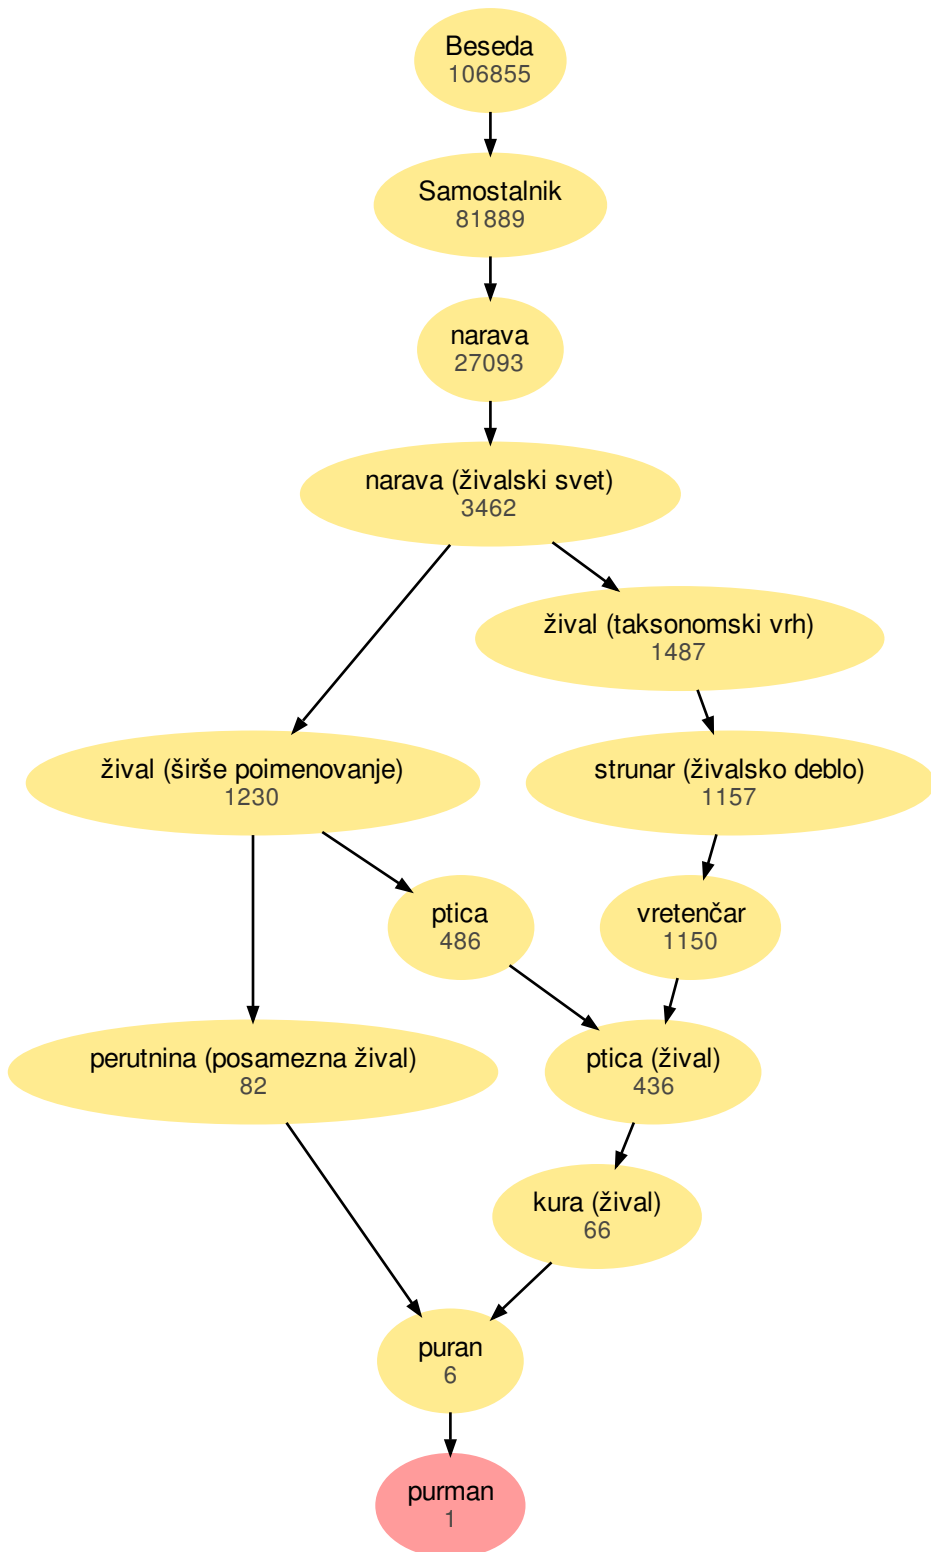 Beseda
106855
Samostalnik
81889
narava
27093
narava (živalski svet)
3462
žival (taksonomski vrh)
1487
žival (širše poimenovanje)
1230
strunar (živalsko deblo)
1157
ptica
486
vretenčar
1150
perutnina (posamezna žival)
82
ptica (žival)
436
kura (žival)
66
puran
6
purman
1